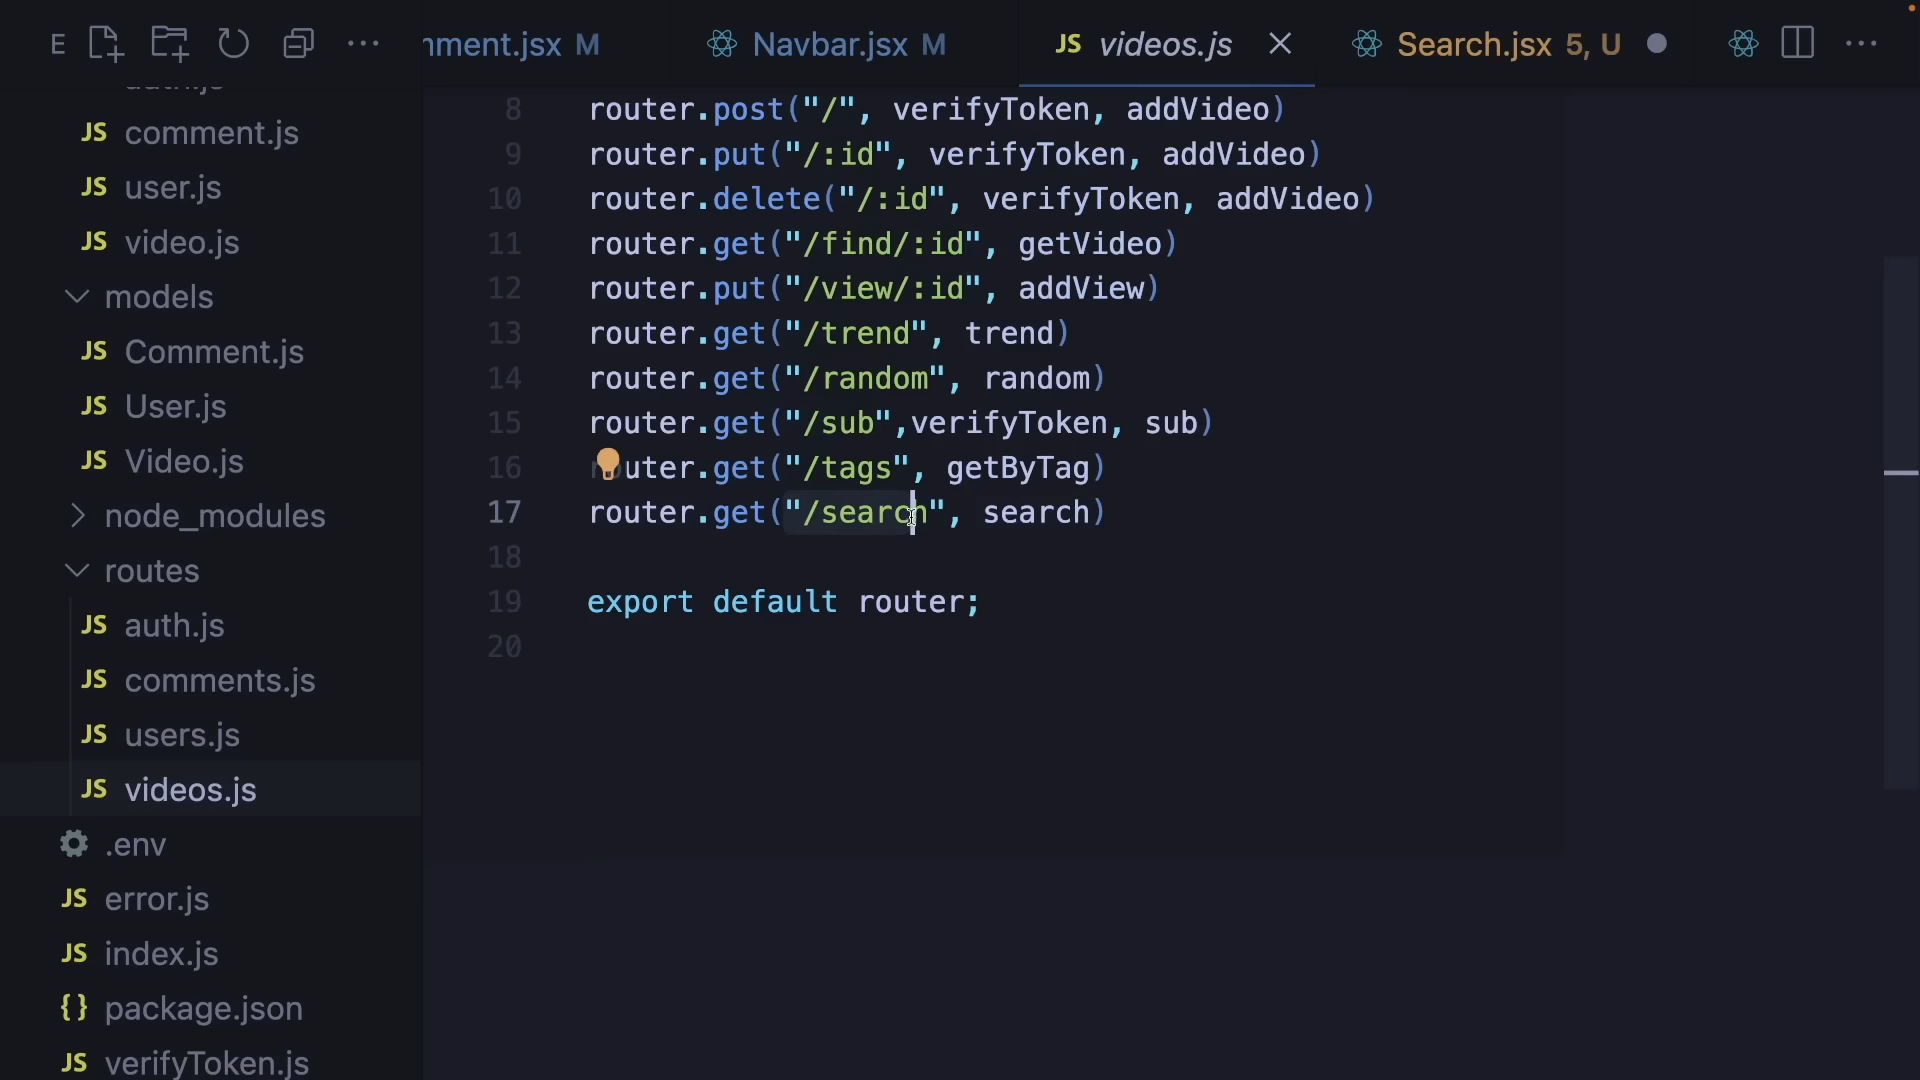 E
mment.jsx M
Navbar.jsx M
JS videos.js
Search.jsx 5, U
JS comment.js
JS user.js
JS video.js
models
JS Comment.js
JS User.js
JS Video.js
node_modules
routes
JS auth.js
JS comments.js
JS users.js
JS videos.js
.env
JS error.js
JS index.js
{} package.json
JS verifyToken.js
8 router.post("/", verifyToken, addVideo)
9 router.put("/:id", verifyToken, addVideo)
10 router.delete("/:id", verifyToken, addVideo)
11 router.get("/find/:id", getVideo)
12 router.put("/view/:id", addView)
13 router.get("/trend", trend)
14 router.get("/random", random)
15 router.get("/sub",verifyToken, sub)
16 router.get("/tags", getByTag)
17 router.get("/search", search)
18
19 export default router;
20